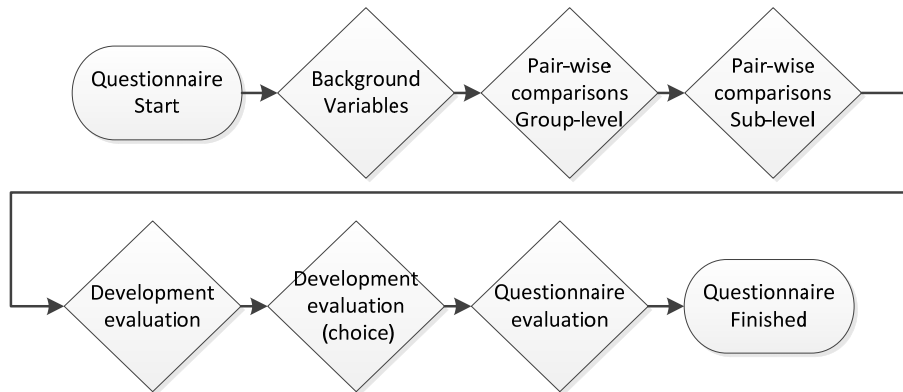 Questionnaire
Start
Background
Variables
Pair-wise
comparisons
Group-level
Pair-wise
comparisons
Sub-level
Development
evaluation
Development
evaluation
(choice)
Questionnaire
evaluation
Questionnaire
Finished